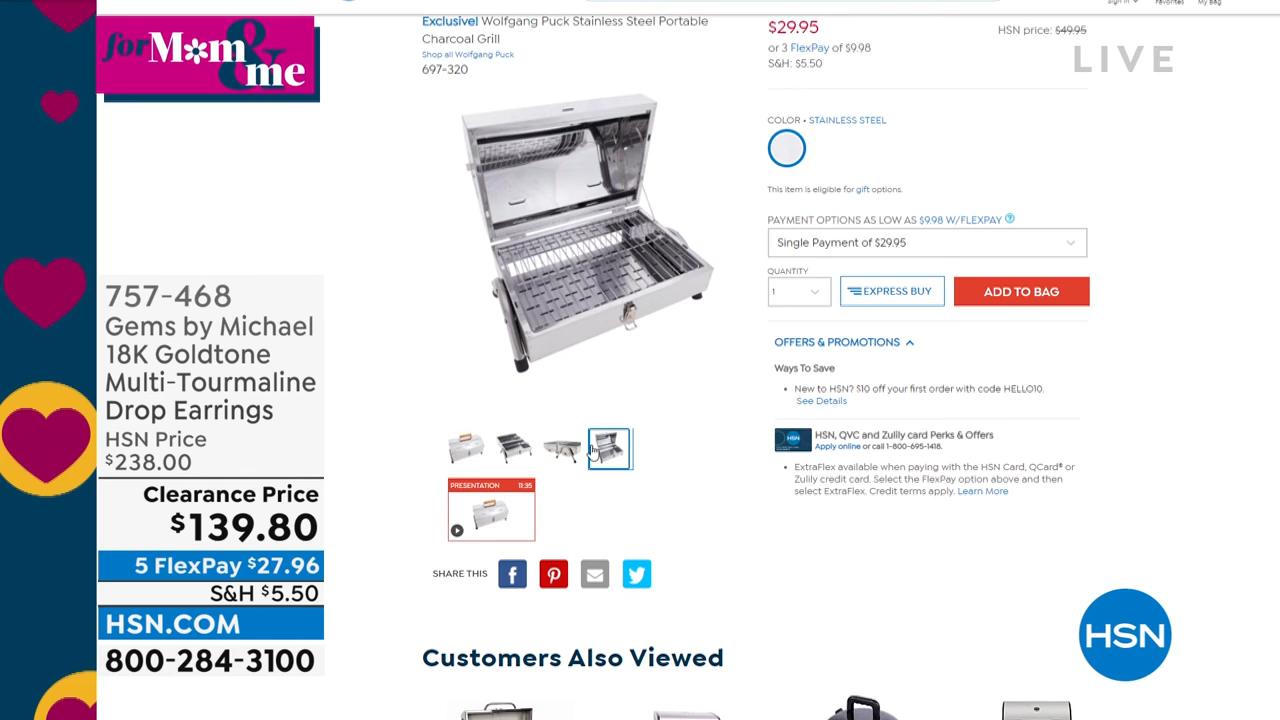 Sign in
Favorites
My Bag
for Mom & me
Exclusive! Wolfgang Puck Stainless Steel Portable
Charcoal Grill
Shop all Wolfgang Puck
697-320
$29.95
HSN price: $49.95
or 3 FlexPay of $9.98
S&H: $5.50
LIVE
COLOR • STAINLESS STEEL
This item is eligible for gift options.
PAYMENT OPTIONS AS LOW AS $9.98 W/FLEXPAY ?
Single Payment of $29.95
QUANTITY
1
EXPRESS BUY
ADD TO BAG
OFFERS & PROMOTIONS
Ways To Save
• New to HSN? $10 off your first order with code HELLO10.
See Details
HSN
HSN, QVC and Zulily card Perks & Offers
Apply online or call 1-800-695-1418.
• ExtraFlex available when paying with the HSN Card, QCard® or
Zulily credit card. Select the FlexPay option above and then
select ExtraFlex. Credit terms apply. Learn More
PRESENTATION 11:35
SHARE THIS
Customers Also Viewed
757-468
Gems by Michael
18K Goldtone
Multi-Tourmaline
Drop Earrings
HSN Price
$238.00
Clearance Price
$139.80
5 FlexPay $27.96
S&H $5.50
HSN.COM
800-284-3100
HSN